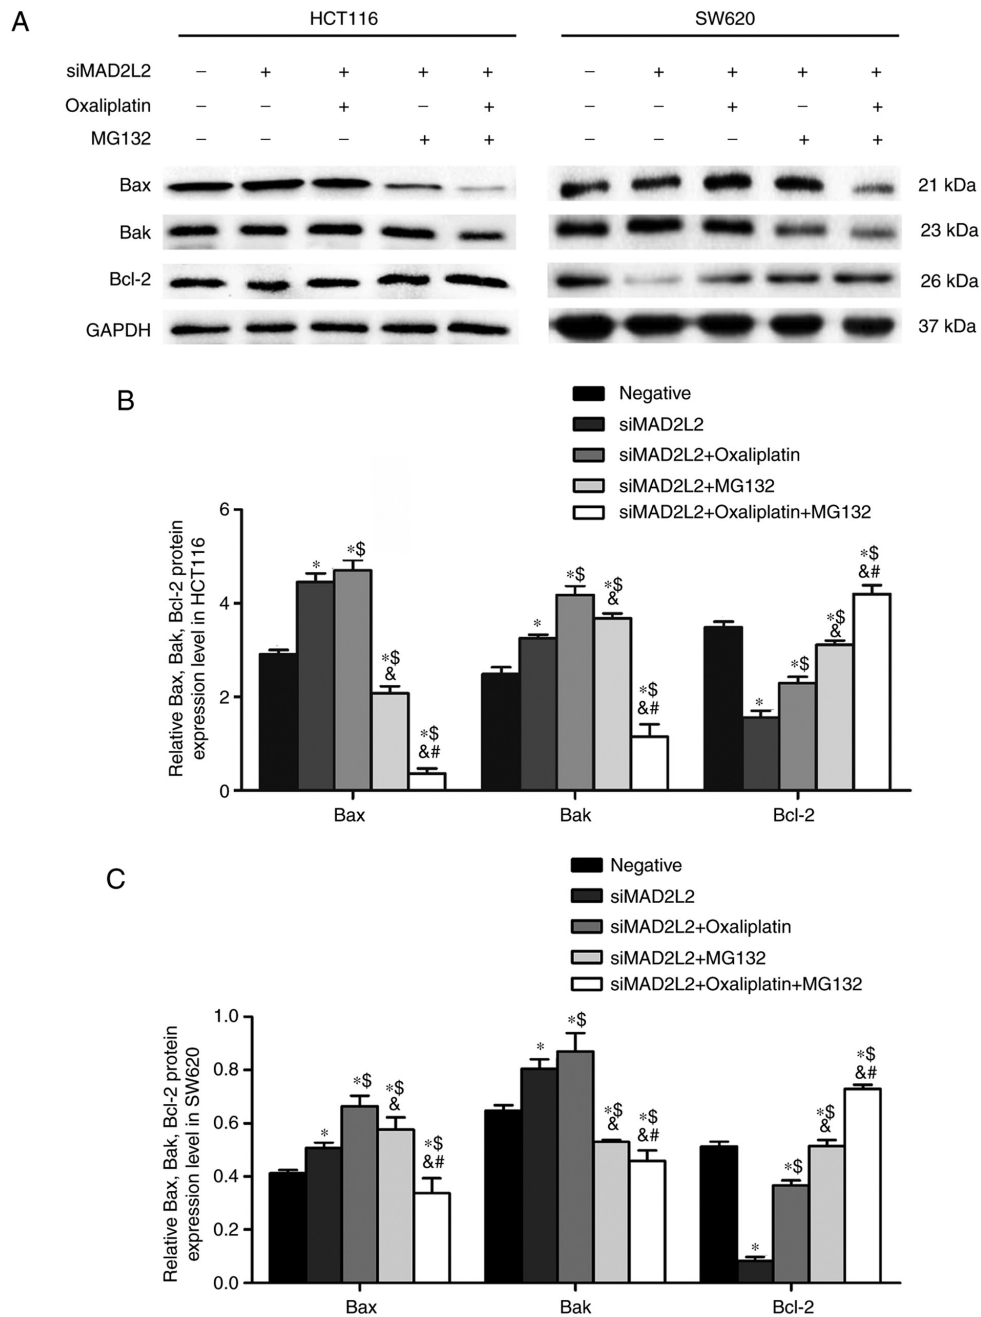 A
HCT116 SW620
siMAD2L2 – + + + + – + + + +
Oxaliplatin – – + – + – – + – +
MG132 – – – + + – – – + +
Bax 21 kDa
Bak 23 kDa
Bcl-2 26 kDa
GAPDH 37 kDa
B
Negative
siMAD2L2
siMAD2L2+Oxaliplatin
siMAD2L2+MG132
siMAD2L2+Oxaliplatin+MG132
Relative Bax, Bak, Bcl-2 protein
expression level in HCT116
6
4
2
0
* *$ *$ & *$ &#
* *$ *$ & *$ &#
* *$ *$ & *$ &#
Bax Bak Bcl-2
C
Negative
siMAD2L2
siMAD2L2+Oxaliplatin
siMAD2L2+MG132
siMAD2L2+Oxaliplatin+MG132
Relative Bax, Bak, Bcl-2 protein
expression level in SW620
1.0
0.8
0.6
0.4
0.2
0.0
* *$ *$ & *$ &#
* *$ *$ & *$ &#
* *$ *$ & *$ &#
Bax Bak Bcl-2